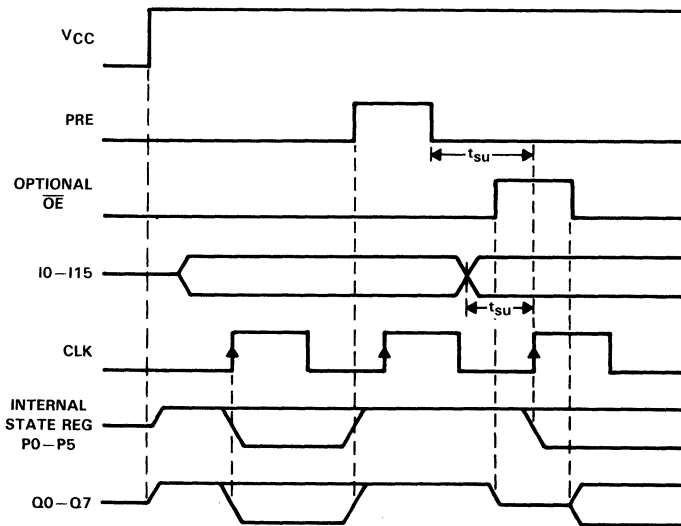 VCC
PRE
tsu
OPTIONAL
OE
I0–I15
tsu
CLK
INTERNAL
STATE REG
P0–P5
Q0–Q7